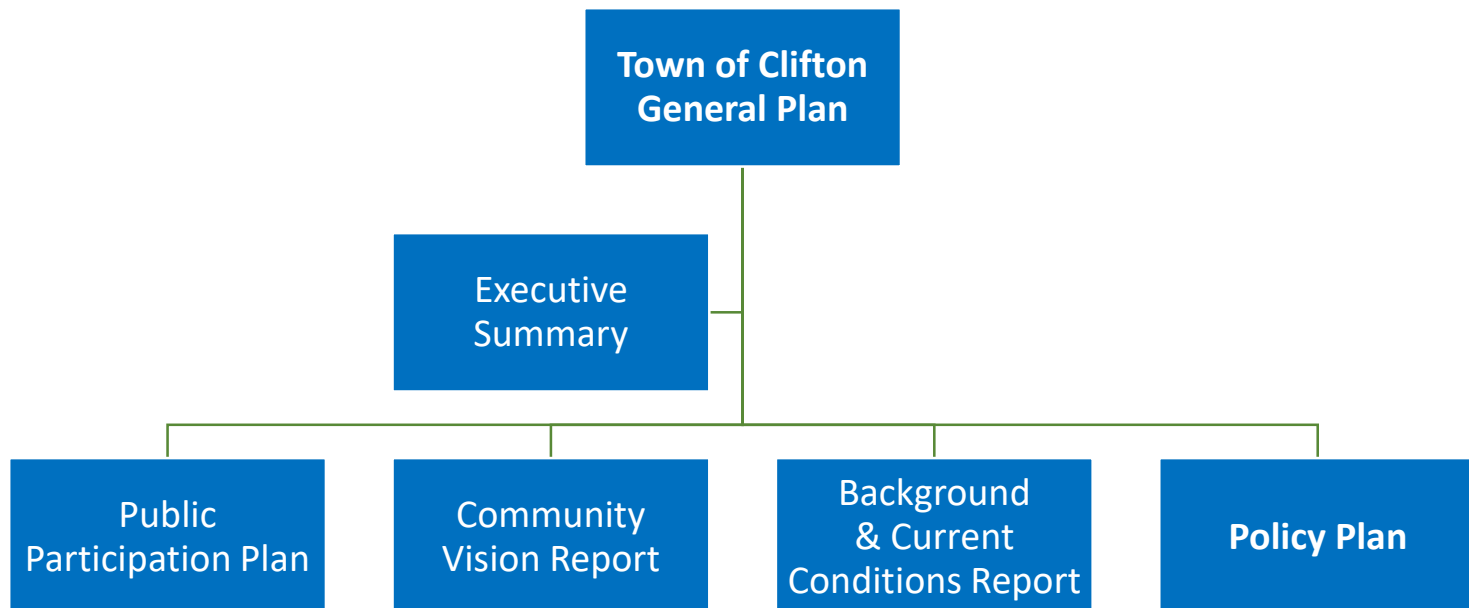 Town of Clifton
General Plan
Executive
Summary
Public
Participation Plan
Community
Vision Report
Background
& Current
Conditions Report
Policy Plan